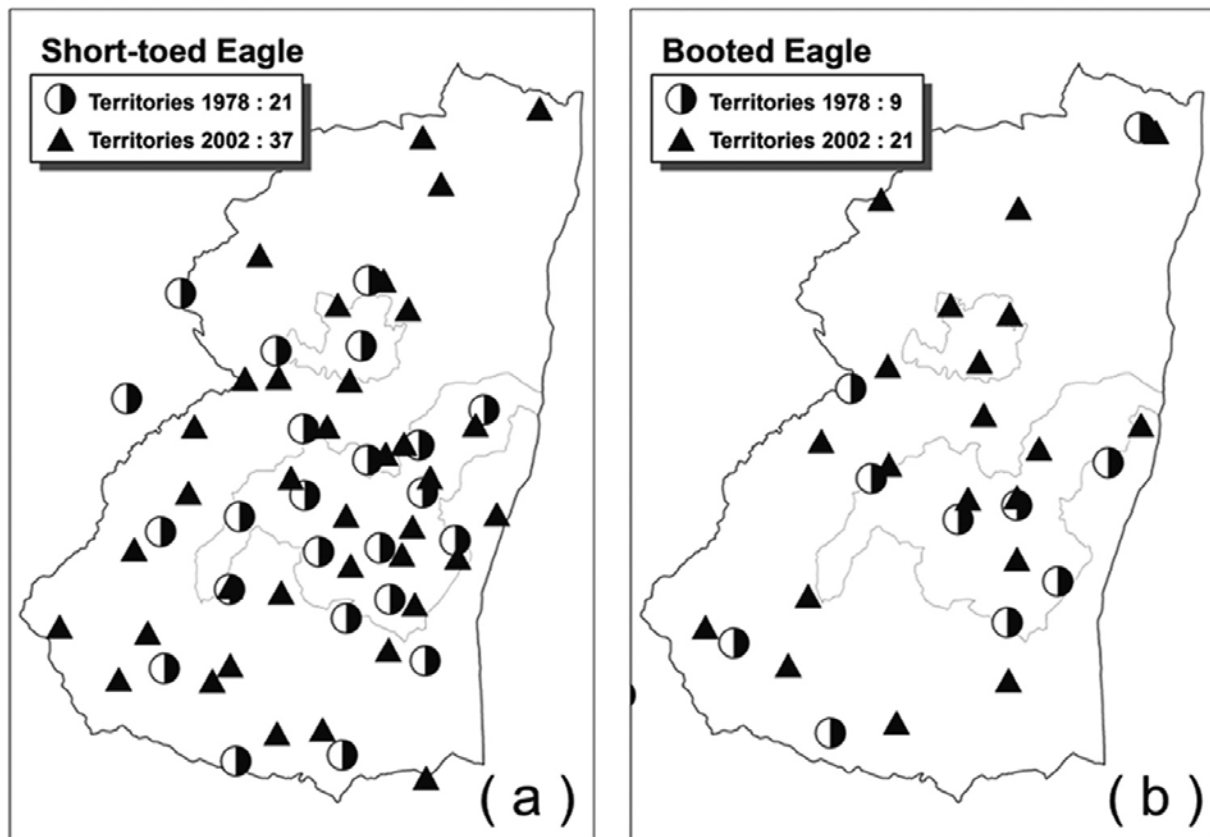 Short-toed Eagle
Territories 1978 : 21
Territories 2002 : 37
( a )
Booted Eagle
Territories 1978 : 9
Territories 2002 : 21
( b )